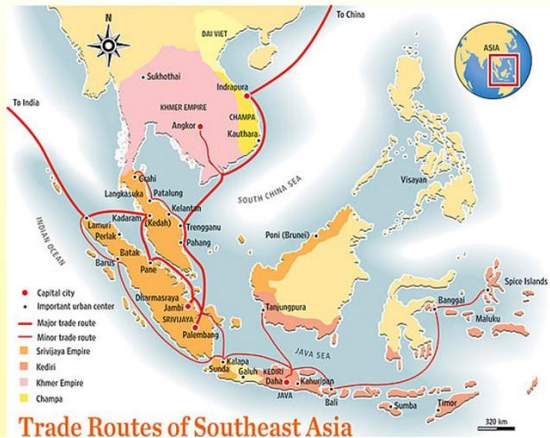 To China
N
DAI VIET
ASIA
Sukhothai
Indrapura
To India
KHMER EMPIRE
CHAMPA
Angkor
Kauthara
Grahi
Langkasuka
Patalung
SOUTH CHINA SEA
Visayan
Kelantan
Kadaram
(Kedah)
Lamuri
Trengganu
Perlak
Pahang
Poni (Brunei)
INDIAN OCEAN
Batak
Barus
Pane
Spice Islands
Banggai
Maluku
Capital city
Important urban center
Major trade route
Minor trade route
Srivijaya Empire
Kediri
Khmer Empire
Champa
Dharmasraya
Jambi
SRIVIJAYA
Palembang
Tanjungpura
JAVA SEA
Kalapa
Sunda
Galuh
KEDIRI
Daha
Kahuripan
JAVA
Bali
Sumba
Timor
320 km
Trade Routes of Southeast Asia